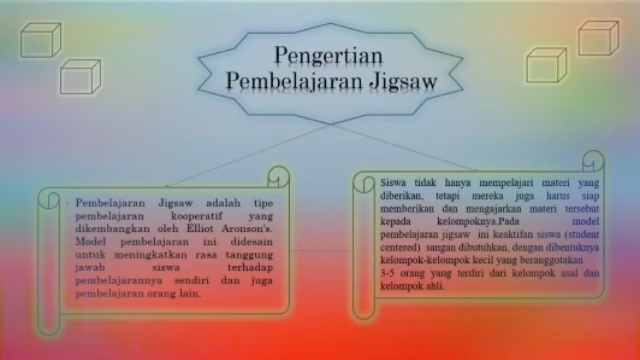 Pengertian
Pembelajaran Jigsaw
Pembelajaran Jigsaw adalah tipe
pembelajaran kooperatif yang
dikembangkan oleh Elliot Aronson's.
Model pembelajaran ini didesain
untuk meningkatkan rasa tanggung
jawab siswa terhadap
pembelajarannya sendiri dan juga
pembelajaran orang lain.
Siswa tidak hanya mempelajari materi yang
diberikan, tetapi mereka juga harus siap
memberikan dan mengajarkan materi tersebut
kepada kelompoknya.Pada model
pembelajaran jigsaw ini keaktifan siswa (student
centered) sangan dibutuhkan, dengan dibentuknya
kelompok-kelompok kecil yang beranggotakan
3-5 orang yang terdiri dari kelompok asal dan
kelompok ahli.